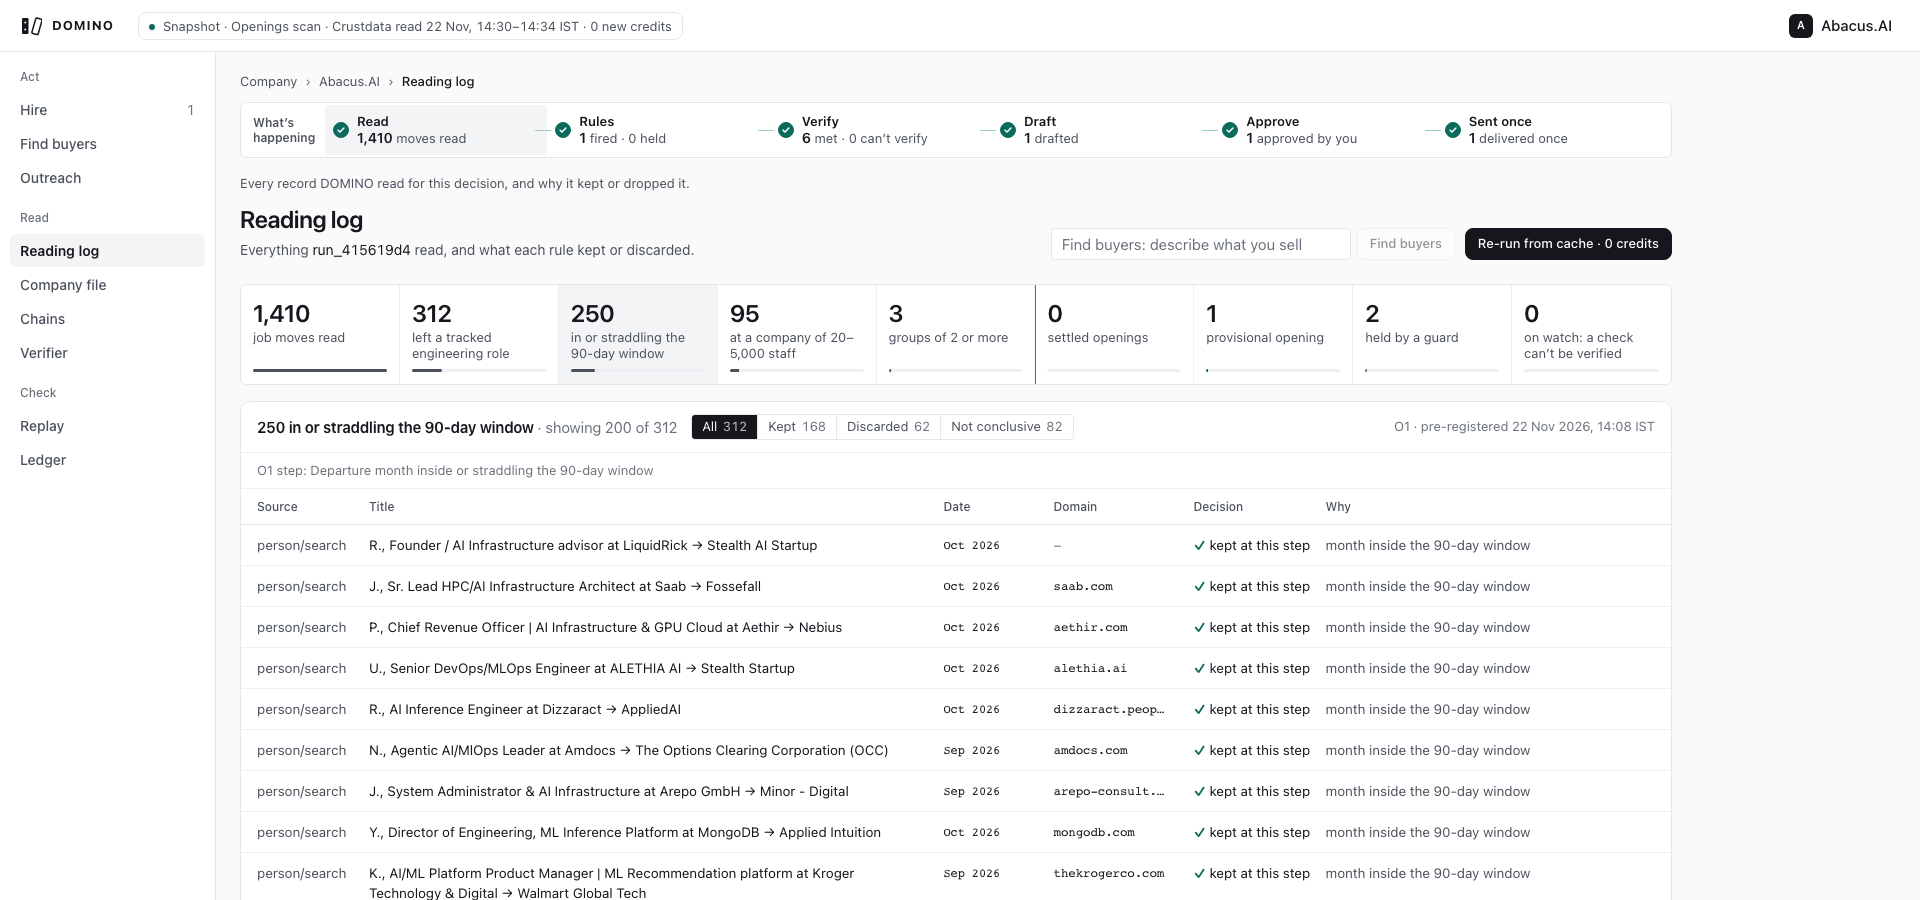 DOMINO
Snapshot · Openings scan · Crustdata read 22 Nov, 14:30–14:34 IST · 0 new credits
A
Abacus.AI
Act
Hire 1
Find buyers
Outreach
Read
Reading log
Company file
Chains
Verifier
Check
Replay
Ledger
Company › Abacus.AI › Reading log
What's happening
Read
1,410 moves read
Rules
1 fired · 0 held
Verify
6 met · 0 can't verify
Draft
1 drafted
Approve
1 approved by you
Sent once
1 delivered once
Every record DOMINO read for this decision, and why it kept or dropped it.
Reading log
Everything run_415619d4 read, and what each rule kept or discarded.
Find buyers: describe what you sell
Find buyers
Re-run from cache · 0 credits
1,410
job moves read
312
left a tracked
engineering role
250
in or straddling the
90-day window
95
at a company of 20–
5,000 staff
3
groups of 2 or more
0
settled openings
1
provisional opening
2
held by a guard
0
on watch: a check
can't be verified
250 in or straddling the 90-day window · showing 200 of 312
All 312
Kept 168
Discarded 62
Not conclusive 82
O1 · pre-registered 22 Nov 2026, 14:08 IST
O1 step: Departure month inside or straddling the 90-day window
Source Title Date Domain Decision Why
person/search R., Founder / AI Infrastructure advisor at LiquidRick → Stealth AI Startup Oct 2026 – ✓ kept at this step month inside the 90-day window
person/search J., Sr. Lead HPC/AI Infrastructure Architect at Saab → Fossefall Oct 2026 saab.com ✓ kept at this step month inside the 90-day window
person/search P., Chief Revenue Officer | AI Infrastructure & GPU Cloud at Aethir → Nebius Oct 2026 aethir.com ✓ kept at this step month inside the 90-day window
person/search U., Senior DevOps/MLOps Engineer at ALETHIA AI → Stealth Startup Oct 2026 alethia.ai ✓ kept at this step month inside the 90-day window
person/search R., AI Inference Engineer at Dizzaract → AppliedAI Oct 2026 dizzaract.peop… ✓ kept at this step month inside the 90-day window
person/search N., Agentic AI/MlOps Leader at Amdocs → The Options Clearing Corporation (OCC) Sep 2026 amdocs.com ✓ kept at this step month inside the 90-day window
person/search J., System Administrator & AI Infrastructure at Arepo GmbH → Minor - Digital Sep 2026 arepo-consult.… ✓ kept at this step month inside the 90-day window
person/search Y., Director of Engineering, ML Inference Platform at MongoDB → Applied Intuition Oct 2026 mongodb.com ✓ kept at this step month inside the 90-day window
person/search K., AI/ML Platform Product Manager | ML Recommendation platform at Kroger Sep 2026 thekrogerco.com ✓ kept at this step month inside the 90-day window
Technology & Digital → Walmart Global Tech